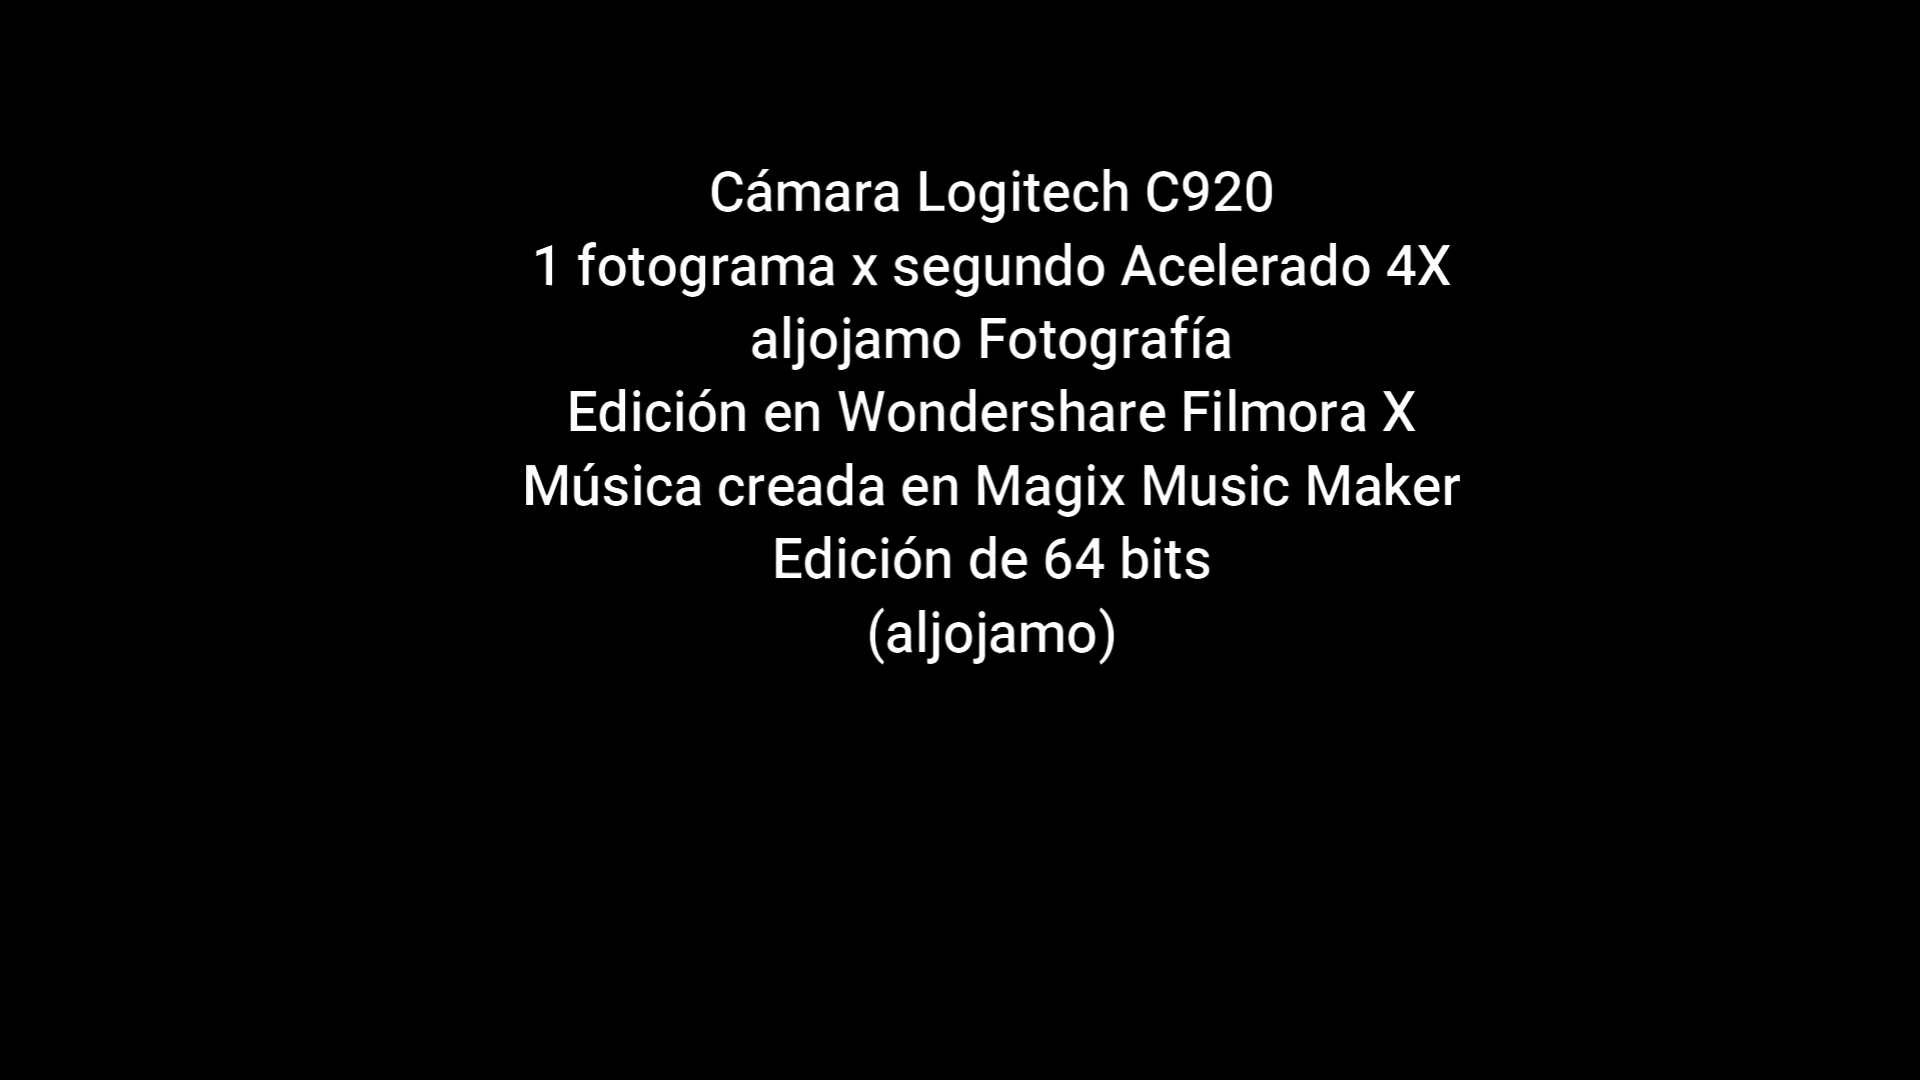 Cámara Logitech C920
1 fotograma x segundo Acelerado 4X
aljojamo Fotografía
Edición en Wondershare Filmora X
Música creada en Magix Music Maker
Edición de 64 bits
(aljojamo)